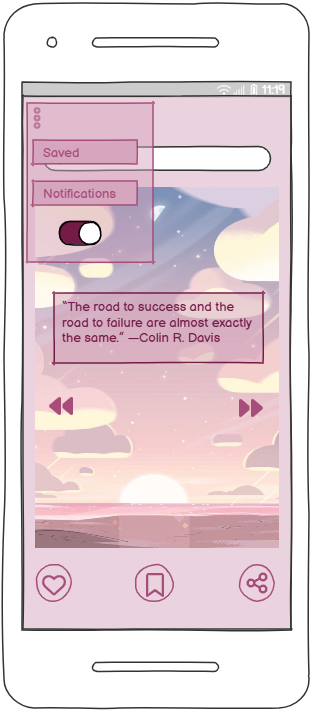 11:19
Saved
Notifications
"The road to success and the
road to failure are almost exactly
the same." —Colin R. Davis